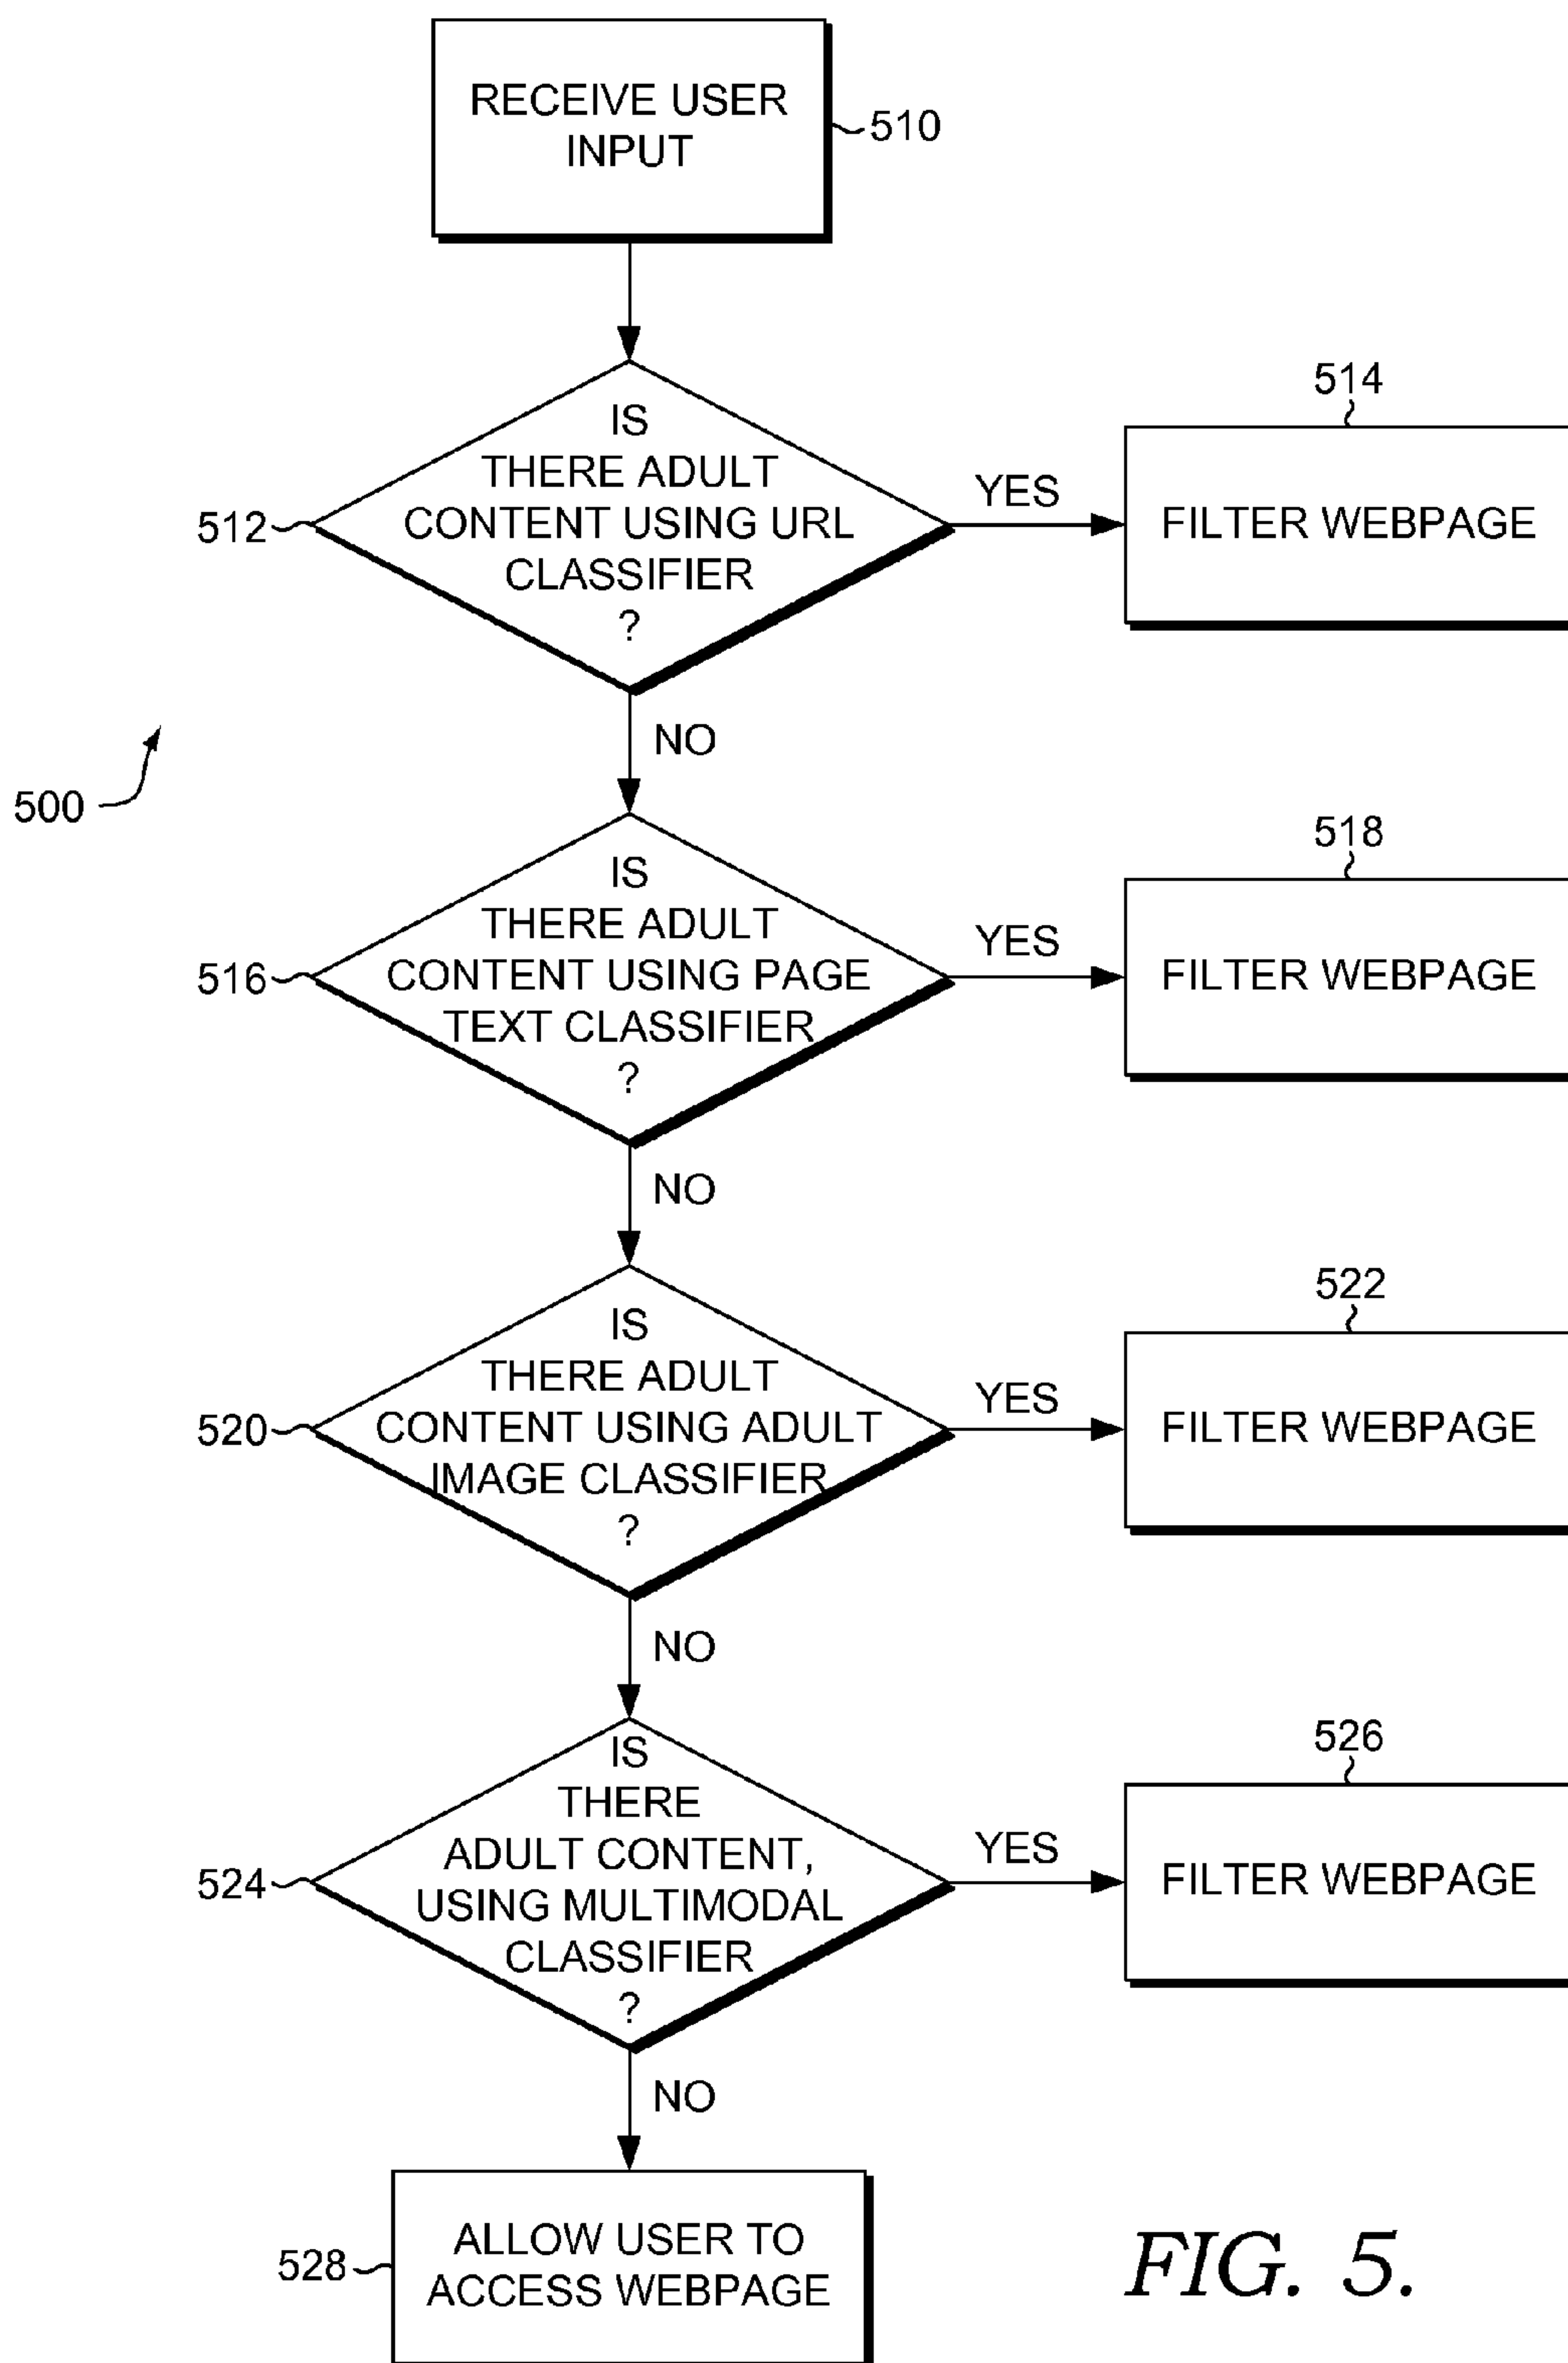 RECEIVE USER
INPUT
510
IS
THERE ADULT
CONTENT USING URL
CLASSIFIER
?
512
YES
514
FILTER WEBPAGE
NO
500
IS
THERE ADULT
CONTENT USING PAGE
TEXT CLASSIFIER
?
516
YES
518
FILTER WEBPAGE
NO
IS
THERE ADULT
CONTENT USING ADULT
IMAGE CLASSIFIER
?
520
YES
522
FILTER WEBPAGE
NO
IS
THERE
ADULT CONTENT,
USING MULTIMODAL
CLASSIFIER
?
524
YES
526
FILTER WEBPAGE
NO
ALLOW USER TO
ACCESS WEBPAGE
528
FIG. 5.